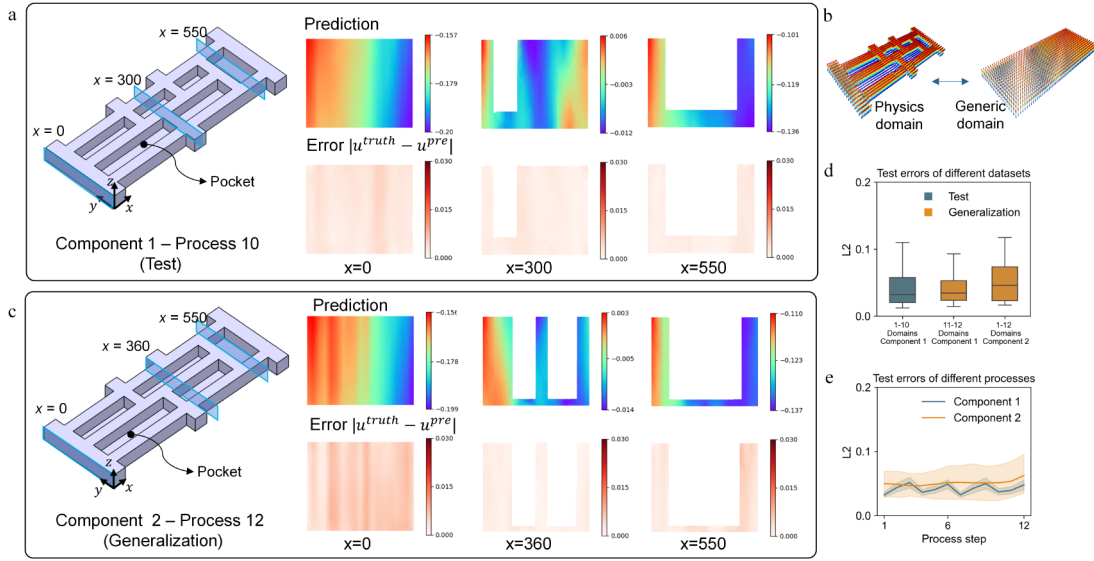 a
x = 550
x = 300
x = 0
z
y
x
Pocket
Component 1 – Process 10
(Test)
Prediction
−0.157
−0.179
−0.20
0.006
−0.003
−0.012
−0.101
−0.118
−0.136
Error |u^truth − u^pre|
0.030
0.015
0.000
0.030
0.015
0.000
0.030
0.015
0.000
x=0
x=300
x=550
b
Physics
domain
Generic
domain
c
x = 550
x = 360
x = 0
z
y
x
Pocket
Component 2 – Process 12
(Generalization)
Prediction
−0.156
−0.178
−0.199
0.003
−0.005
−0.014
−0.110
−0.123
−0.137
Error |u^truth − u^pre|
0.030
0.015
0.000
0.030
0.015
0.000
0.030
0.015
0.000
x=0
x=360
x=550
d
Test errors of different datasets
0.2
0.1
0.0
L2
Test
Generalization
1–10
Domains
Component 1
11–12
Domains
Component 1
1–12
Domains
Component 2
e
Test errors of different processes
0.2
0.1
0.0
L2
Component 1
Component 2
1
6
12
Process step